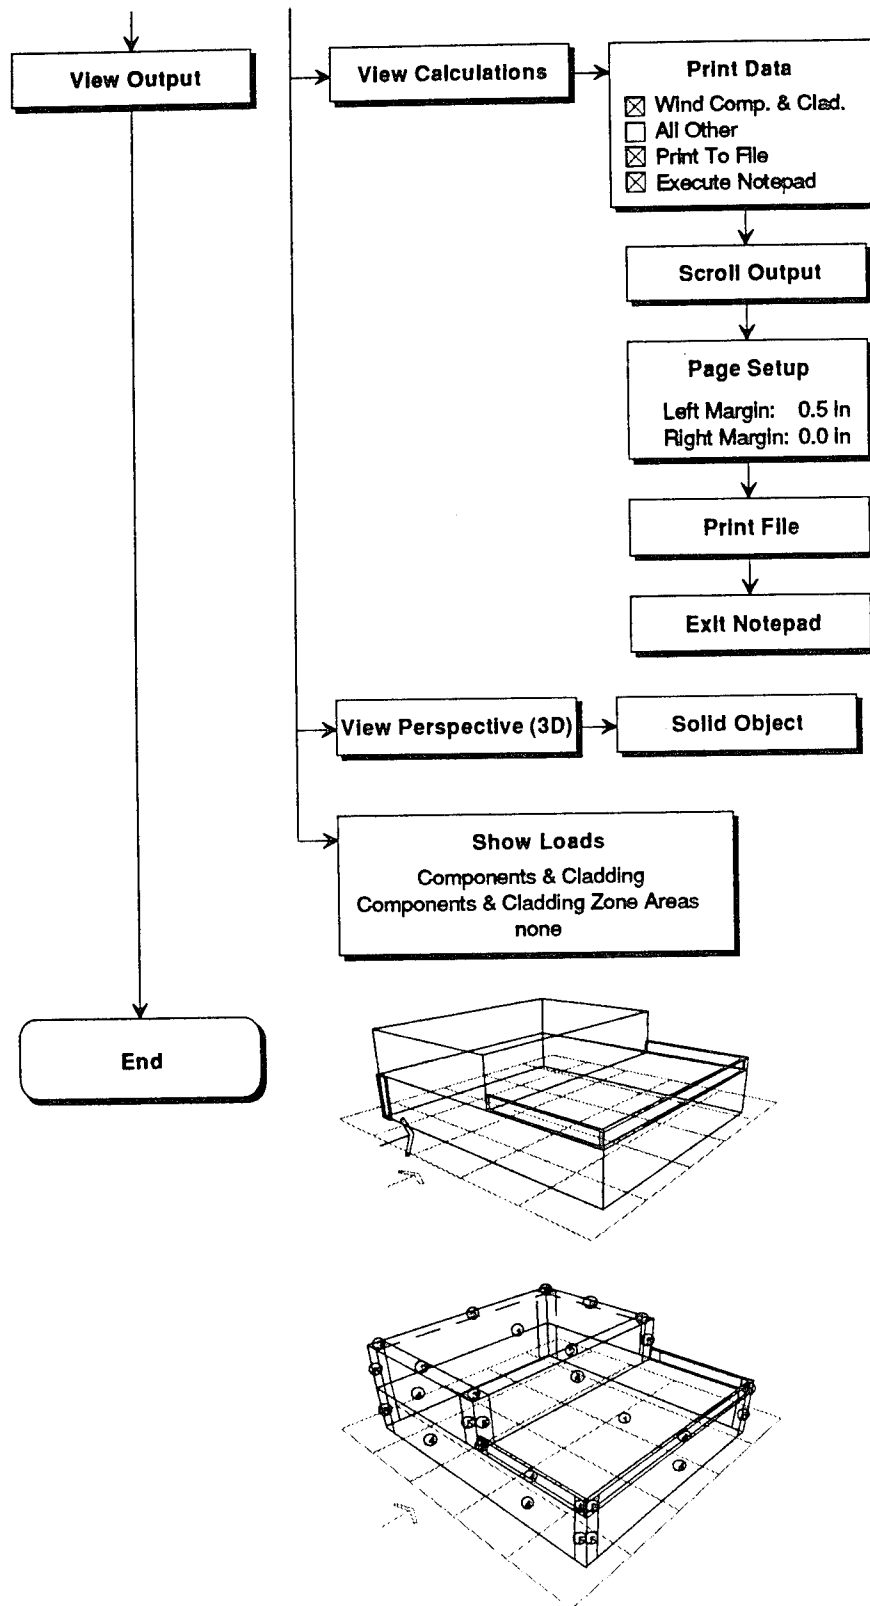 View Output
View Calculations
Print Data
Wind Comp. & Clad.
All Other
Print To File
Execute Notepad
Scroll Output
Page Setup
Left Margin: 0.5 in
Right Margin: 0.0 in
Print File
Exit Notepad
View Perspective (3D)
Solid Object
Show Loads
Components & Cladding
Components & Cladding Zone Areas
none
End